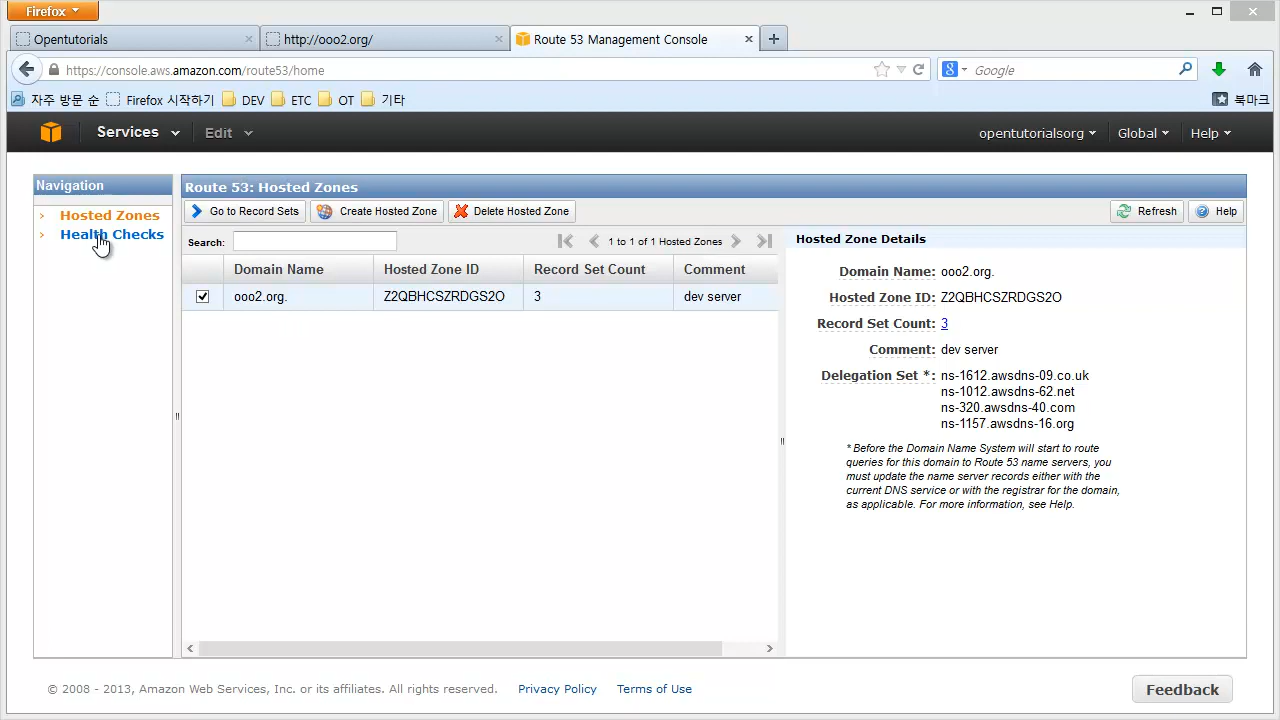 Firefox
Opentutorials
http://ooo2.org/
Route 53 Management Console
https://console.aws.amazon.com/route53/home
Google
자주 방문 순
Firefox 시작하기
DEV
ETC
OT
기타
북마크
Services
Edit
opentutorialsorg
Global
Help
Navigation
Hosted Zones
Health Checks
Route 53: Hosted Zones
Go to Record Sets
Create Hosted Zone
Delete Hosted Zone
Refresh
Help
Search:
1 to 1 of 1 Hosted Zones
Domain Name Hosted Zone ID Record Set Count Comment
ooo2.org. Z2QBHCSZRDGS2O 3 dev server
Hosted Zone Details
Domain Name: ooo2.org.
Hosted Zone ID: Z2QBHCSZRDGS2O
Record Set Count: 3
Comment: dev server
Delegation Set *: ns-1612.awsdns-09.co.uk
ns-1012.awsdns-62.net
ns-320.awsdns-40.com
ns-1157.awsdns-16.org
* Before the Domain Name System will start to route
queries for this domain to Route 53 name servers, you
must update the name server records either with the
current DNS service or with the registrar for the domain,
as applicable. For more information, see Help.
© 2008 - 2013, Amazon Web Services, Inc. or its affiliates. All rights reserved.
Privacy Policy
Terms of Use
Feedback